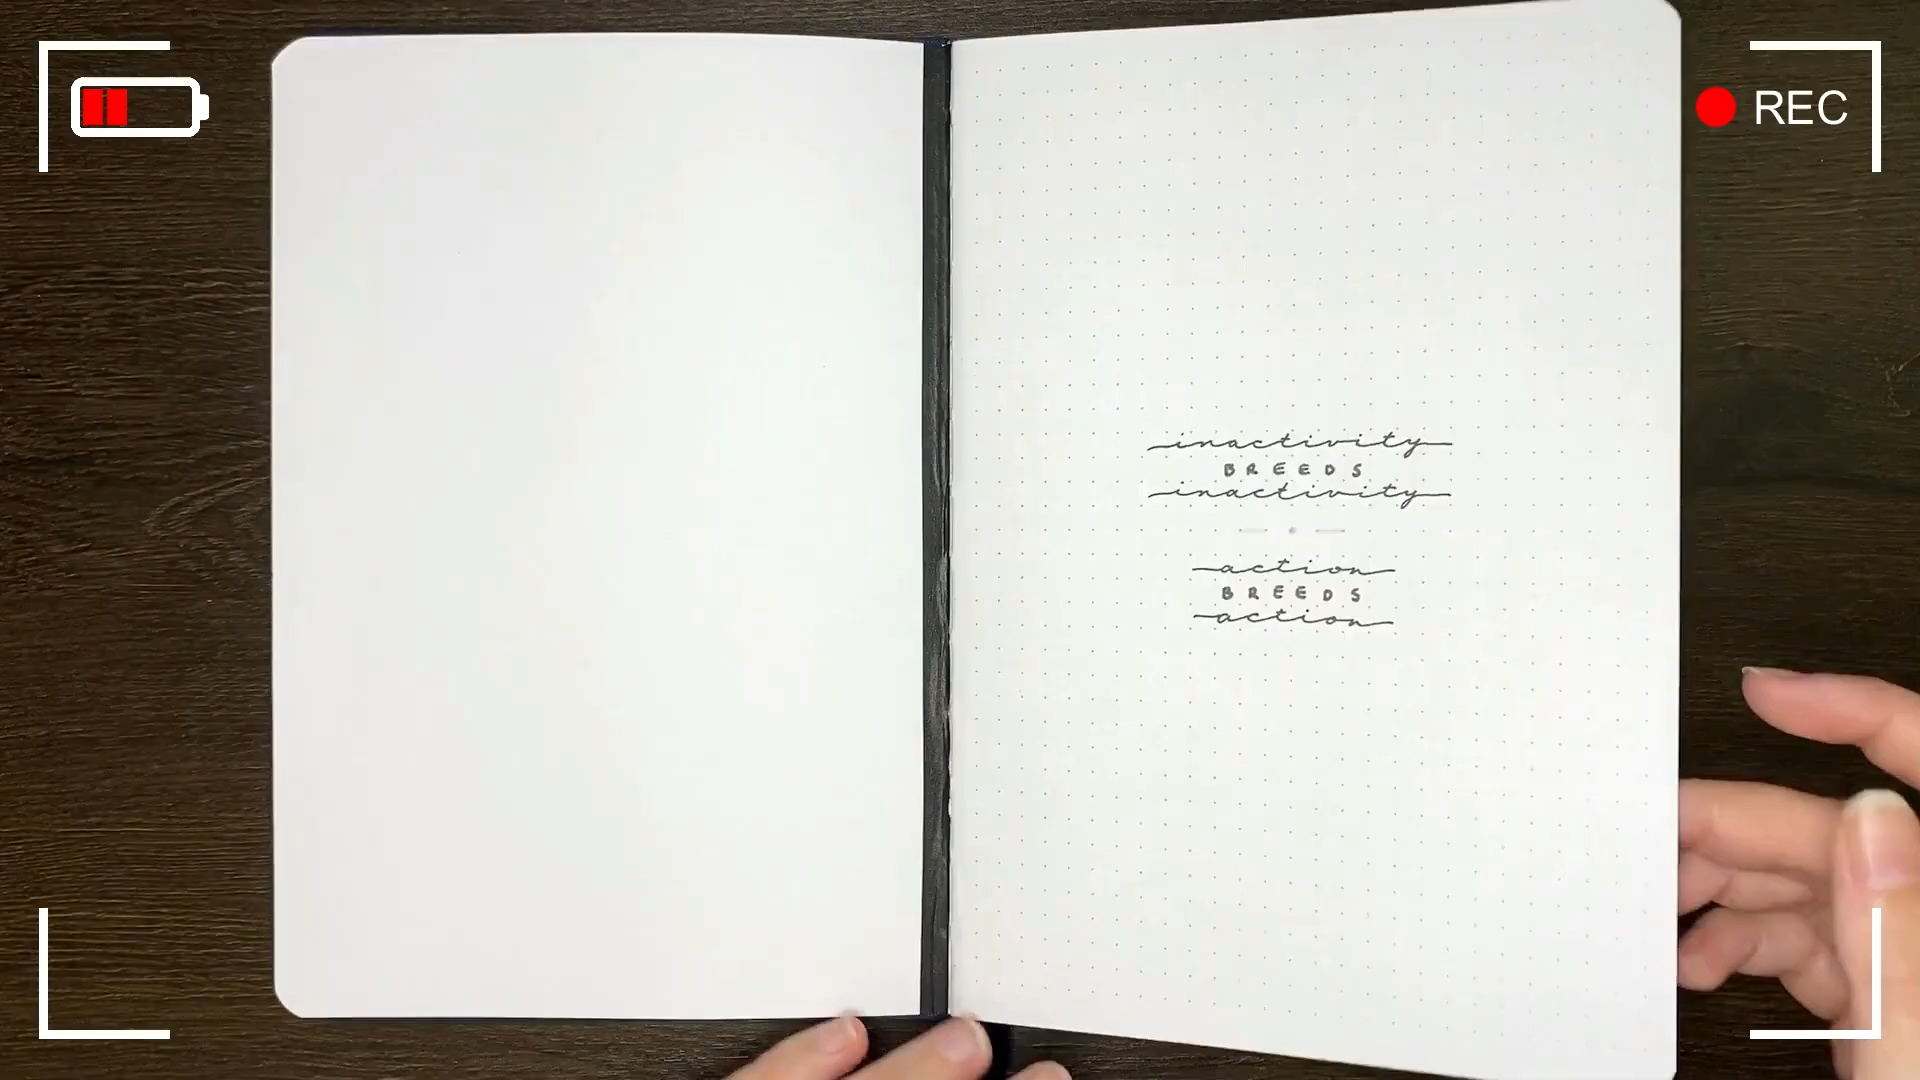 REC
inactivity
BREEDS
inactivity
action
BREEDS
action